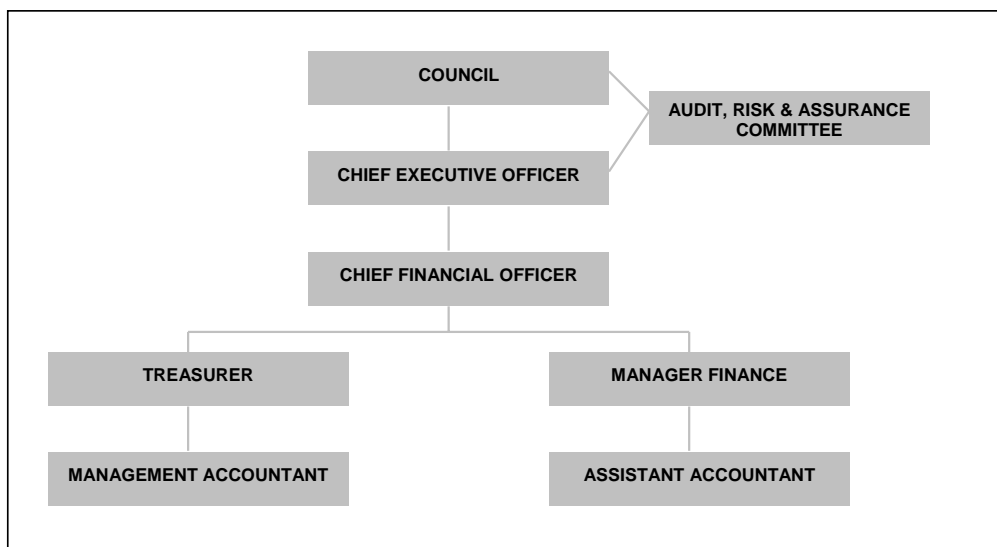 COUNCIL
AUDIT, RISK & ASSURANCE
COMMITTEE
CHIEF EXECUTIVE OFFICER
CHIEF FINANCIAL OFFICER
TREASURER
MANAGER FINANCE
MANAGEMENT ACCOUNTANT
ASSISTANT ACCOUNTANT